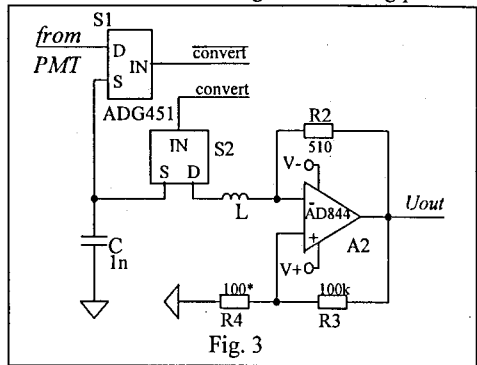 S1
from
PMT
D
S
IN
convert
convert
ADG451
IN
S D
S2
R2
510
V-
L
-
AD844
+
A2
Uout
V+
C
1n
100*
R4
100k
R3
Fig. 3